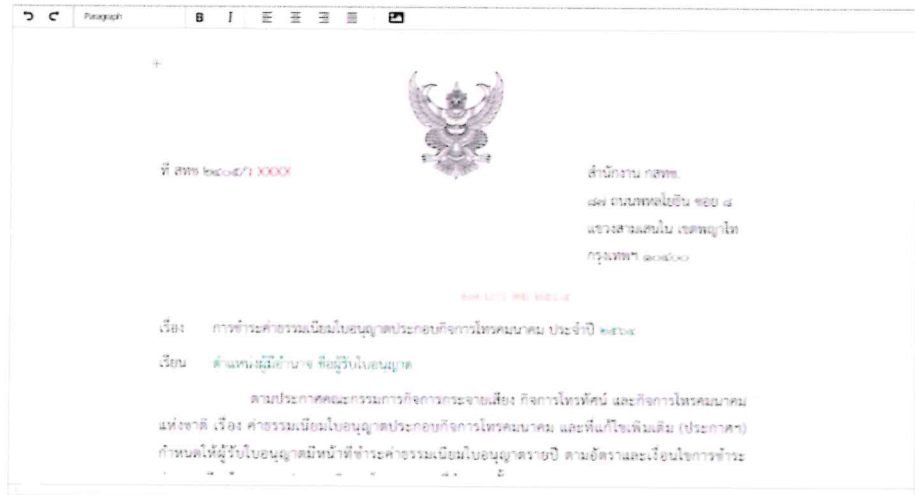 Paragraph B I
ที่ สทช ๒๔๐๕/ว XXXX
สำนักงาน กสทช.
๘๗ ถนนพหลโยธิน ซอย ๘
แขวงสามเสนใน เขตพญาไท
กรุงเทพฯ ๑๐๔๐๐
เรื่อง การชำระค่าธรรมเนียมใบอนุญาตประกอบกิจการโทรคมนาคม ประจำปี ๒๕๖๔
เรียน ตำแหน่งผู้มีอำนาจ ชื่อผู้รับใบอนุญาต
ตามประกาศคณะกรรมการกิจการกระจายเสียง กิจการโทรทัศน์ และกิจการโทรคมนาคม
แห่งชาติ เรื่อง ค่าธรรมเนียมใบอนุญาตประกอบกิจการโทรคมนาคม และที่แก้ไขเพิ่มเติม (ประกาศฯ)
กำหนดให้ผู้รับใบอนุญาตมีหน้าที่ชำระค่าธรรมเนียมใบอนุญาตรายปี ตามอัตราและเงื่อนไขการชำระ